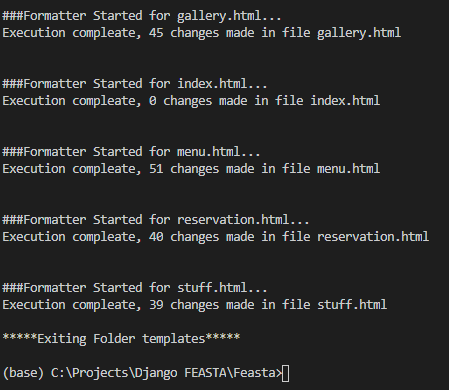 ###Formatter Started for gallery.html...
Execution compleate, 45 changes made in file gallery.html
###Formatter Started for index.html...
Execution compleate, 0 changes made in file index.html
###Formatter Started for menu.html...
Execution compleate, 51 changes made in file menu.html
###Formatter Started for reservation.html...
Execution compleate, 40 changes made in file reservation.html
###Formatter Started for stuff.html...
Execution compleate, 39 changes made in file stuff.html
*****Exiting Folder templates*****
(base) C:\Projects\Django FEASTA\Feasta>